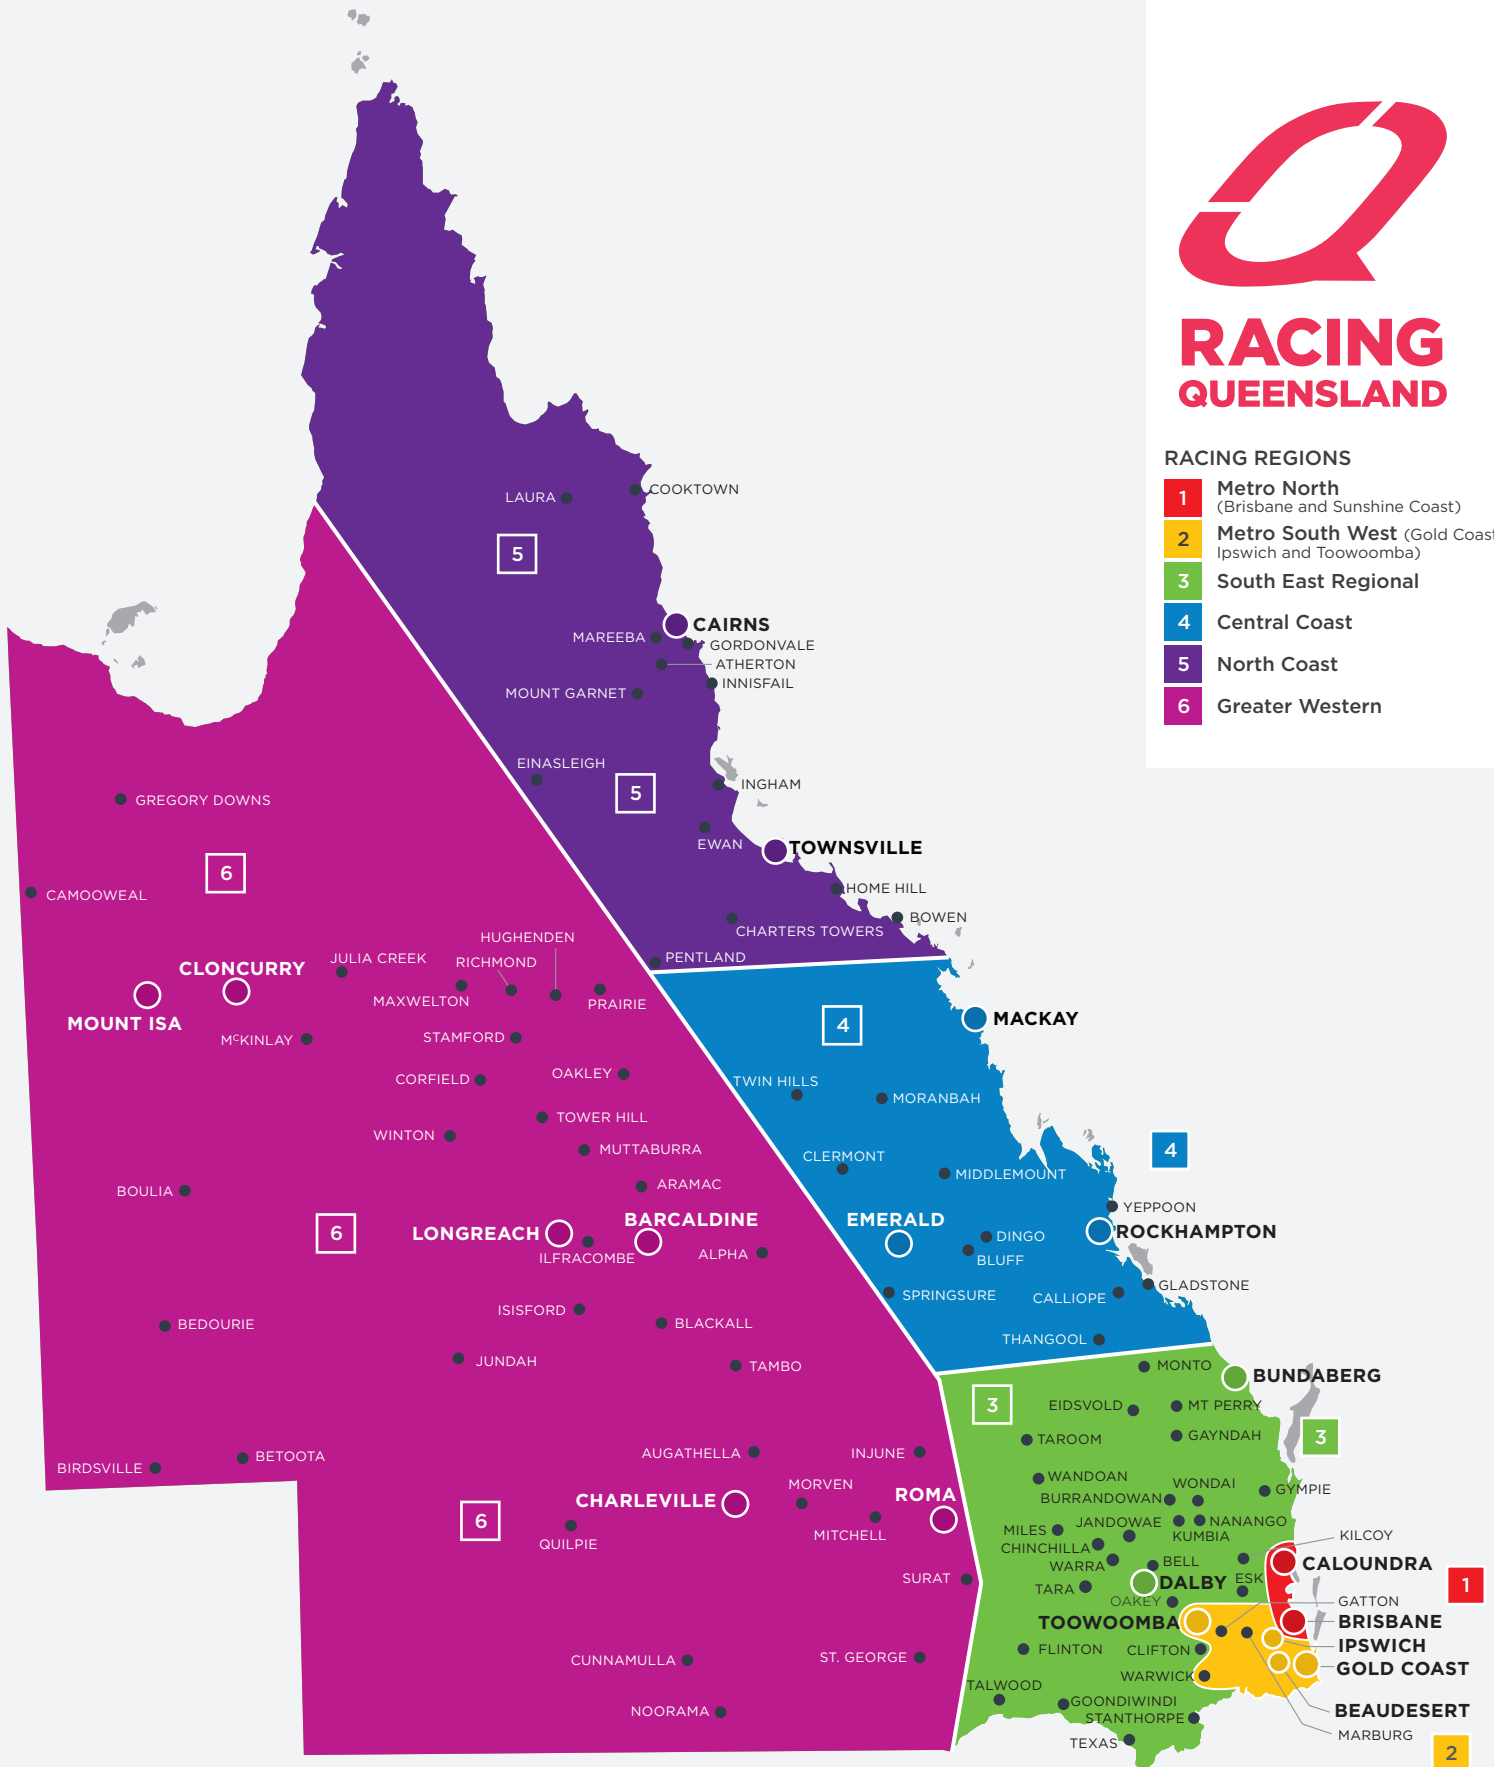 RACING
QUEENSLAND
RACING REGIONS
1 Metro North
(Brisbane and Sunshine Coast)
2 Metro South West (Gold Coast
Ipswich and Toowoomba)
3 South East Regional
4 Central Coast
5 North Coast
6 Greater Western
LAURA
COOKTOWN
5
CAIRNS
MAREEBA
GORDONVALE
ATHERTON
INNISFAIL
MOUNT GARNET
EINASLEIGH
5
INGHAM
EWAN
TOWNSVILLE
HOME HILL
BOWEN
CHARTERS TOWERS
PENTLAND
GREGORY DOWNS
6
CAMOOWEAL
HUGHENDEN
JULIA CREEK
RICHMOND
CLONCURRY
MAXWELTON
PRAIRIE
MOUNT ISA
McKINLAY
STAMFORD
CORFIELD
OAKLEY
TOWER HILL
WINTON
MUTTABURRA
BOULIA
ARAMAC
6
LONGREACH
BARCALDINE
ILFRACOMBE
ALPHA
ISISFORD
BEDOURIE
BLACKALL
JUNDAH
TAMBO
BIRDSVILLE
BETOOTA
AUGATHELLA
INJUNE
MORVEN
ROMA
CHARLEVILLE
6
MITCHELL
QUILPIE
SURAT
CUNNAMULLA
ST. GEORGE
NOORAMA
4
MACKAY
TWIN HILLS
MORANBAH
4
CLERMONT
MIDDLEMOUNT
YEPPOON
EMERALD
ROCKHAMPTON
DINGO
BLUFF
SPRINGSURE
CALLIOPE
GLADSTONE
THANGOOL
MONTO
BUNDABERG
3
EIDSVOLD
MT PERRY
TAROOM
GAYNDAH
3
WANDOAN
WONDAI
BURRANDOWAN
GYMPIE
JANDOWAE
NANANGO
MILES
KUMBIA
CHINCHILLA
KILCOY
WARRA
BELL
CALOUNDRA
TARA
DALBY
ESK
1
OAKEY
GATTON
TOOWOOMBA
BRISBANE
FLINTON
CLIFTON
IPSWICH
WARWICK
GOLD COAST
TALWOOD
GOONDIWINDI
BEAUDESERT
STANTHORPE
MARBURG
TEXAS
2